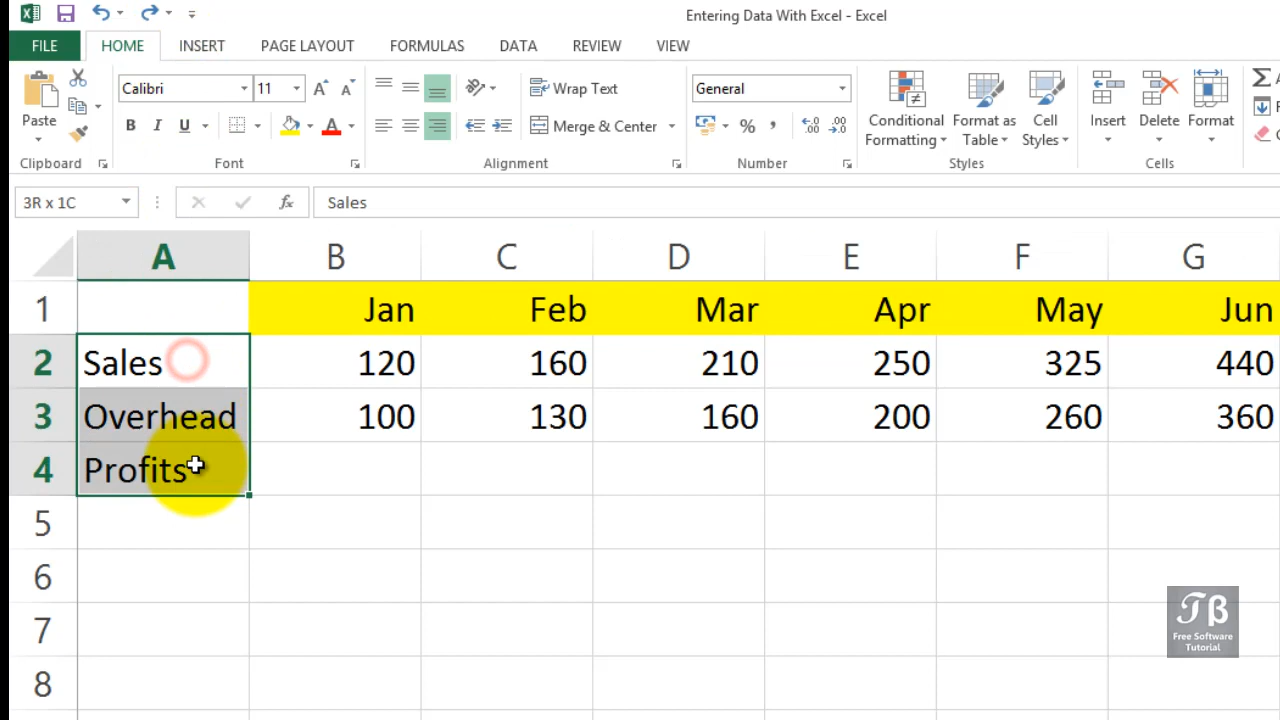 Entering Data With Excel - Excel
FILE HOME INSERT PAGE LAYOUT FORMULAS DATA REVIEW VIEW
Calibri 11 Wrap Text General
Paste B I U Merge & Center % , Conditional Formatting Format as Table Cell Styles Insert Delete Format
Clipboard Font Alignment Number Styles Cells
3R x 1C fx Sales
A B C D E F G
1 Jan Feb Mar Apr May Jun
2 Sales 120 160 210 250 325 440
3 Overhead 100 130 160 200 260 360
4 Profits
5
6
7
8
Free Software
Tutorial